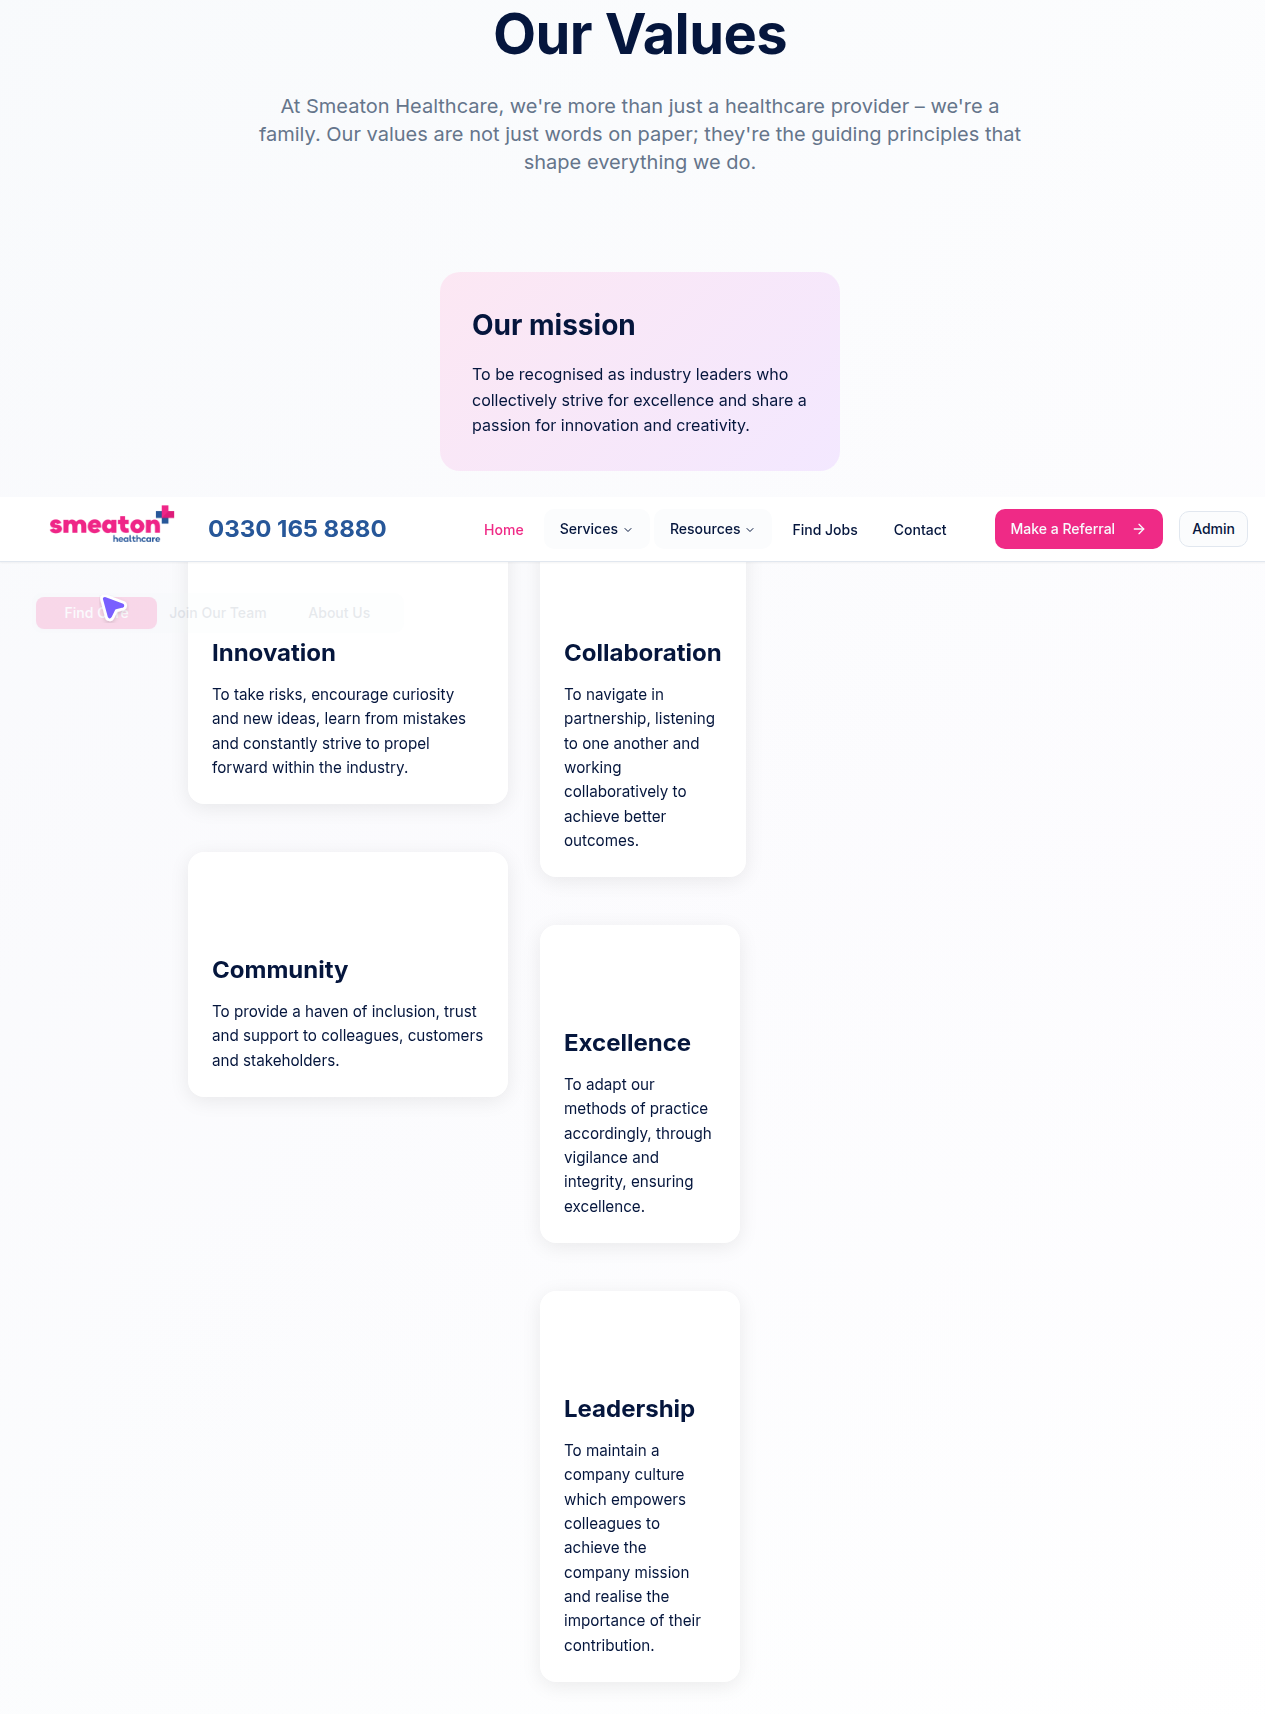 Our Values
At Smeaton Healthcare, we're more than just a healthcare provider – we're a
family. Our values are not just words on paper; they're the guiding principles that
shape everything we do.
Our mission
To be recognised as industry leaders who
collectively strive for excellence and share a
passion for innovation and creativity.
smeaton
healthcare
0330 165 8880
Home
Services
Resources
Find Jobs
Contact
Make a Referral
Admin
Find Care
Join Our Team
About Us
Innovation
To take risks, encourage curiosity
and new ideas, learn from mistakes
and constantly strive to propel
forward within the industry.
Collaboration
To navigate in
partnership, listening
to one another and
working
collaboratively to
achieve better
outcomes.
Community
To provide a haven of inclusion, trust
and support to colleagues, customers
and stakeholders.
Excellence
To adapt our
methods of practice
accordingly, through
vigilance and
integrity, ensuring
excellence.
Leadership
To maintain a
company culture
which empowers
colleagues to
achieve the
company mission
and realise the
importance of their
contribution.